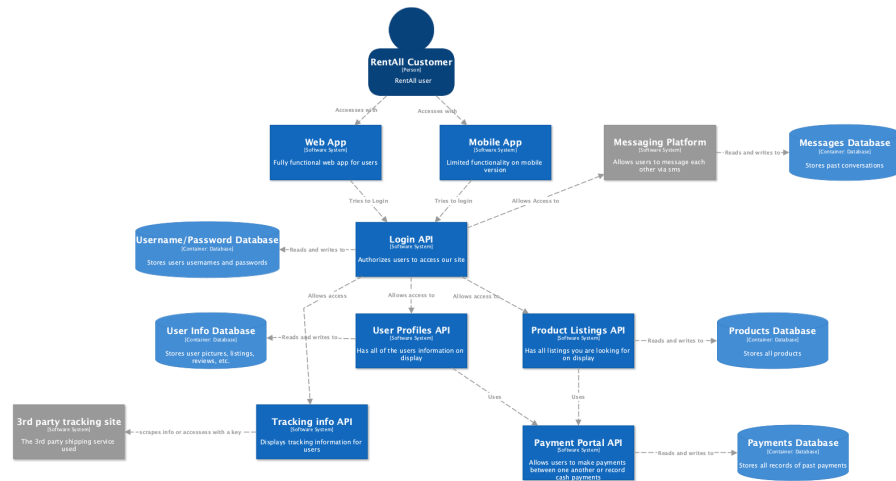 RentAll Customer
[Person]
RentAll user
Accesses with
Accesses with
Web App
[Software System]
Fully functional web app for users
Mobile App
[Software System]
Limited functionality on mobile
version
Messaging Platform
[Software System]
Allows users to message each
other via sms
Reads and writes to
Messages Database
[Container: Database]
Stores past conversations
Tries to Login
Tries to login
Allows Access to
Username/Password Database
[Container: Database]
Stores users usernames and passwords
Reads and writes to
Login API
[Software System]
Authorizes users to access our site
Allows access
Allows access to
Allows access to
User Info Database
[Container: Database]
Stores user pictures, listings,
reviews, etc.
Reads and writes to
User Profiles API
[Software System]
Has all of the users information on
display
Product Listings API
[Software System]
Has all listings you are looking for
on display
Reads and writes to
Products Database
[Container: Database]
Stores all products
Uses
Uses
3rd party tracking site
[Software System]
The 3rd party shipping service
used
scrapes info or accessess with a key
Tracking info API
[Software System]
Displays tracking information for
users
Payment Portal API
[Software System]
Allows users to make payments
between one another or record
cash payments
Reads and writes to
Payments Database
[Container: Database]
Stores all records of past payments